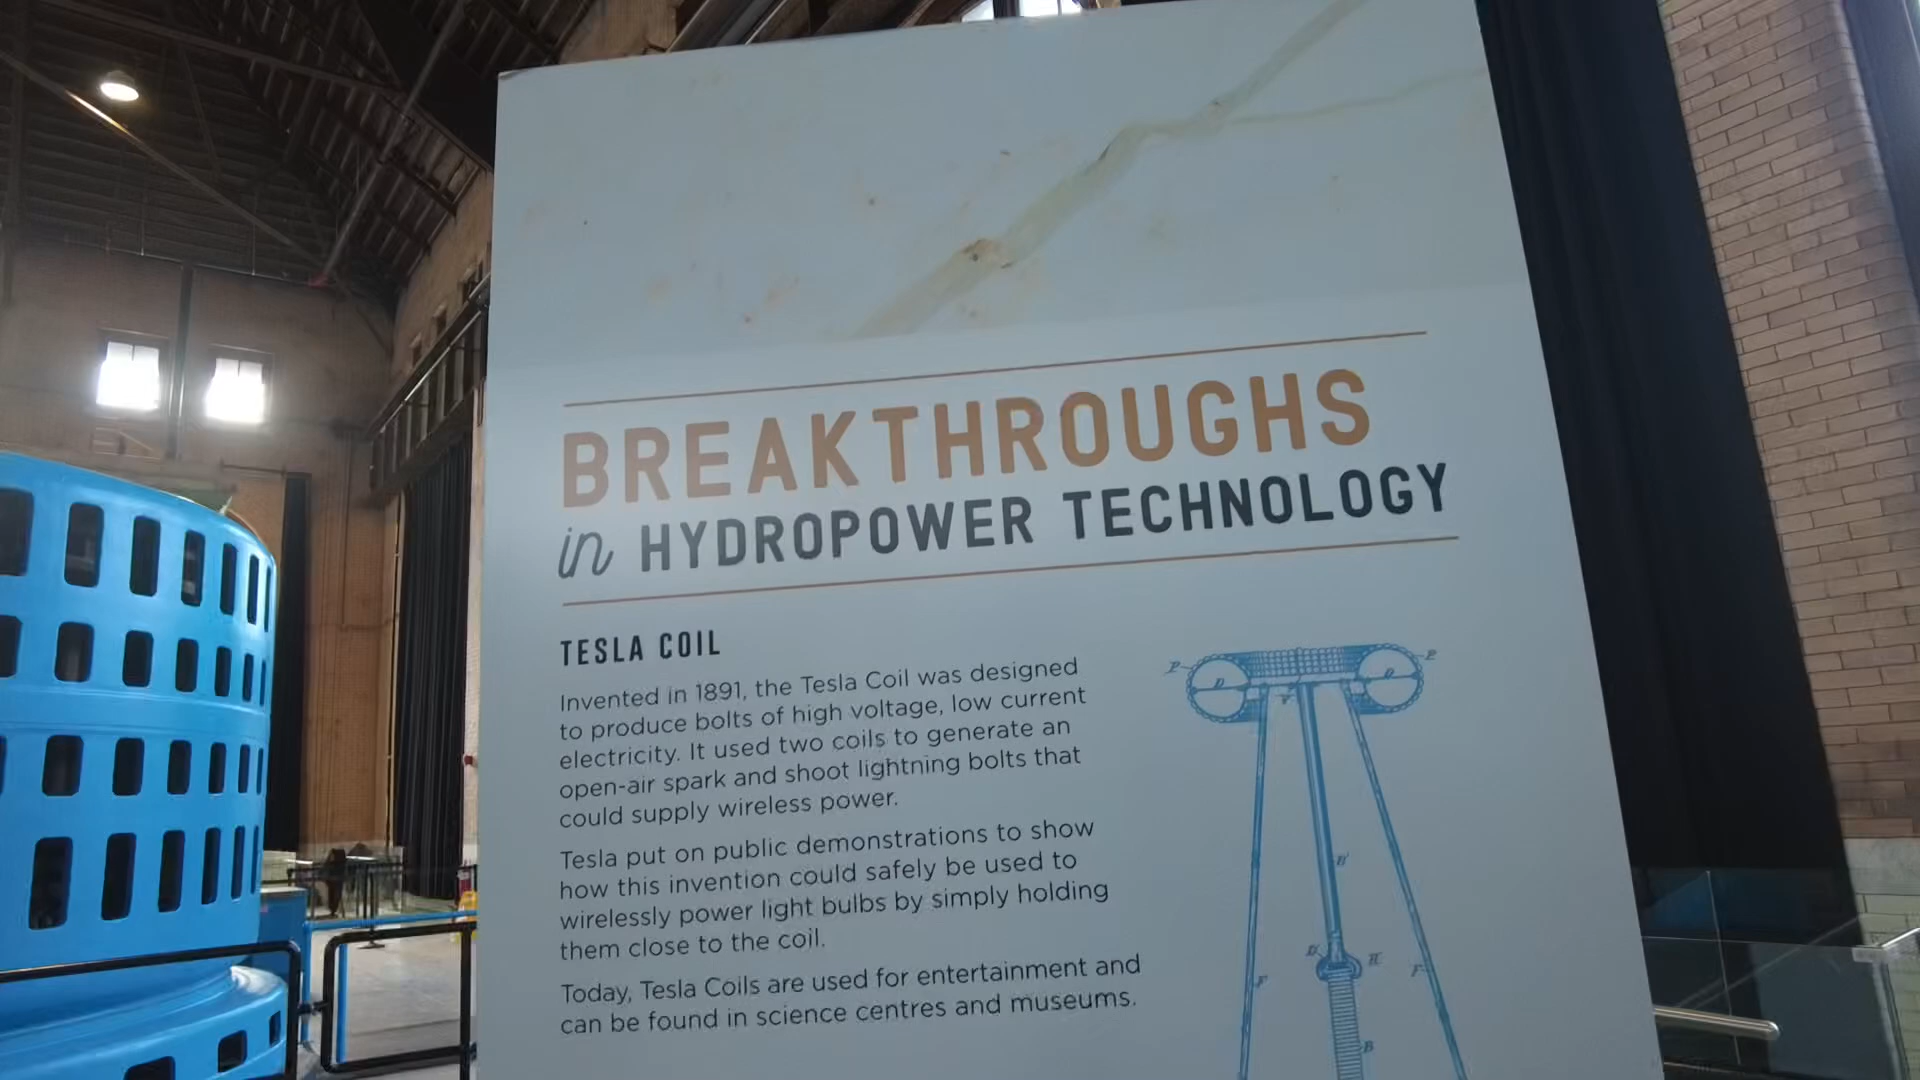 BREAKTHROUGHS
in HYDROPOWER TECHNOLOGY
TESLA COIL
Invented in 1891, the Tesla Coil was designed
to produce bolts of high voltage, low current
electricity. It used two coils to generate an
open-air spark and shoot lightning bolts that
could supply wireless power.
Tesla put on public demonstrations to show
how this invention could safely be used to
wirelessly power light bulbs by simply holding
them close to the coil.
Today, Tesla Coils are used for entertainment and
can be found in science centres and museums.
P
P
D
D
B'
D'
H
F
F
B